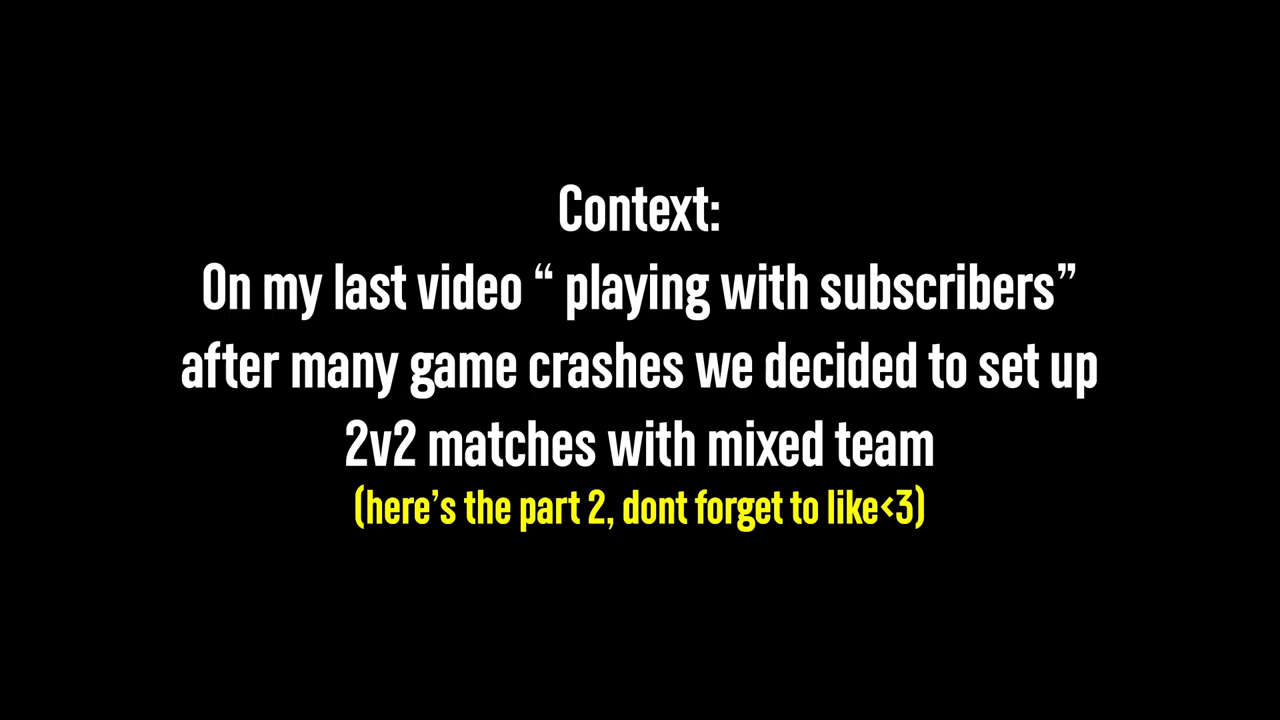 Context:
On my last video “ playing with subscribers”
after many game crashes we decided to set up
2v2 matches with mixed team
(here’s the part 2, dont forget to like<3)